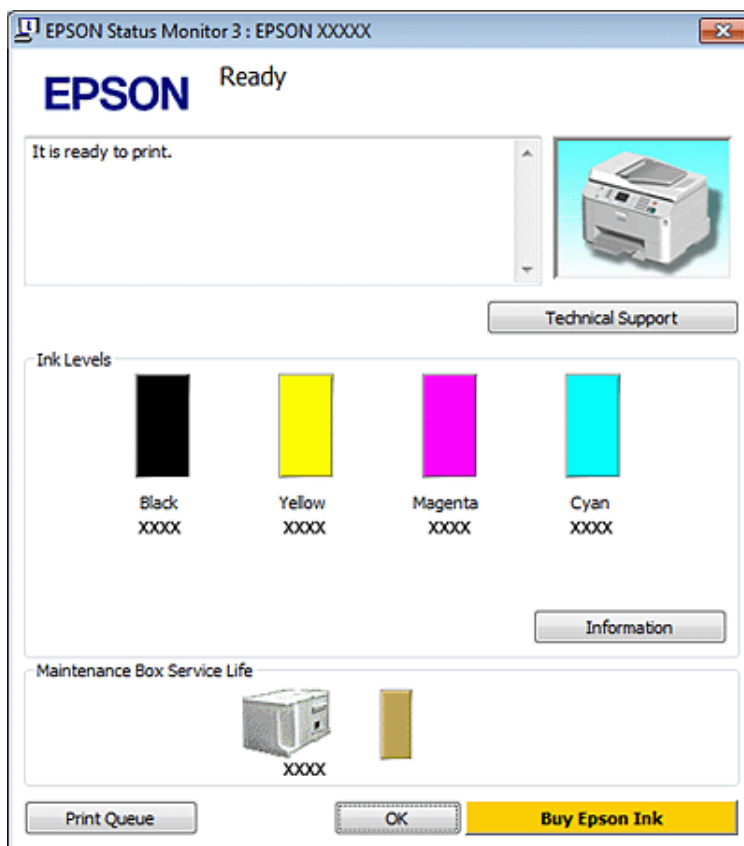 EPSON Status Monitor 3 : EPSON XXXXX
EPSON
Ready
It is ready to print.
Technical Support
Ink Levels
Black Yellow Magenta Cyan
XXXX XXXX XXXX XXXX
Information
Maintenance Box Service Life
XXXX
Print Queue OK Buy Epson Ink